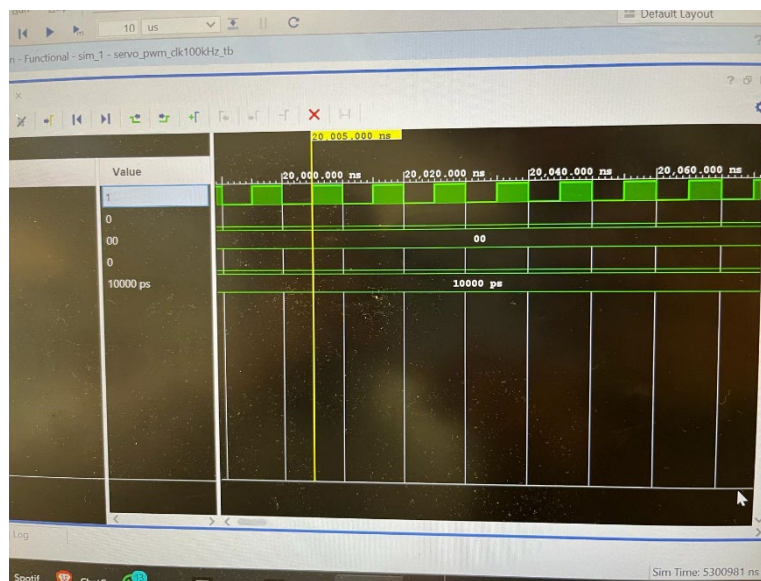 10 us
Default Layout
n - Functional - sim_1 - servo_pwm_clk100kHz_tb
20,005.000 ns
Value
20,000.000 ns 20,020.000 ns 20,040.000 ns 20,060.000 ns
1
0
00 00
0
10000 ps 10000 ps
Log
Sim Time: 5300981 ns
Spotif
13